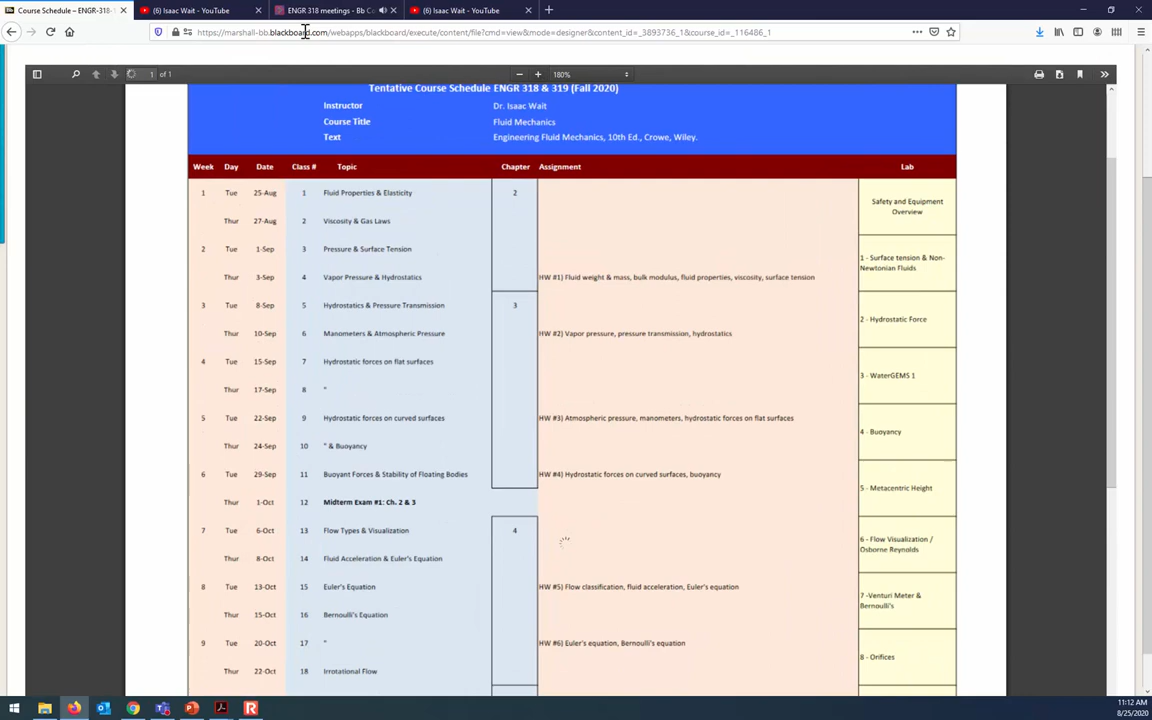 Course Schedule – ENGR-318-1
(6) Isaac Wait - YouTube
ENGR 318 meetings - Bb Co
(6) Isaac Wait - YouTube
https://marshall-bb.blackboard.com/webapps/blackboard/execute/content/file?cmd=view&mode=designer&content_id=_3893736_1&course_id=_116486_1
1 of 1
180%
Tentative Course Schedule ENGR 318 & 319 (Fall 2020)
Instructor Dr. Isaac Wait
Course Title Fluid Mechanics
Text Engineering Fluid Mechanics, 10th Ed., Crowe, Wiley.
Week Day Date Class # Topic Chapter Assignment Lab
1 Tue 25-Aug 1 Fluid Properties & Elasticity 2
Safety and Equipment
Overview
Thur 27-Aug 2 Viscosity & Gas Laws
2 Tue 1-Sep 3 Pressure & Surface Tension
1 - Surface tension & Non-
Newtonian Fluids
Thur 3-Sep 4 Vapor Pressure & Hydrostatics HW #1) Fluid weight & mass, bulk modulus, fluid properties, viscosity, surface tension
3 Tue 8-Sep 5 Hydrostatics & Pressure Transmission 3
2 - Hydrostatic Force
Thur 10-Sep 6 Manometers & Atmospheric Pressure HW #2) Vapor pressure, pressure transmission, hydrostatics
4 Tue 15-Sep 7 Hydrostatic forces on flat surfaces
3 - WaterGEMS 1
Thur 17-Sep 8 "
5 Tue 22-Sep 9 Hydrostatic forces on curved surfaces HW #3) Atmospheric pressure, manometers, hydrostatic forces on flat surfaces
4 - Buoyancy
Thur 24-Sep 10 " & Buoyancy
6 Tue 29-Sep 11 Buoyant Forces & Stability of Floating Bodies HW #4) Hydrostatic forces on curved surfaces, buoyancy
5 - Metacentric Height
Thur 1-Oct 12 Midterm Exam #1: Ch. 2 & 3
7 Tue 6-Oct 13 Flow Types & Visualization 4
6 - Flow Visualization /
Osborne Reynolds
Thur 8-Oct 14 Fluid Acceleration & Euler's Equation
8 Tue 13-Oct 15 Euler's Equation HW #5) Flow classification, fluid acceleration, Euler's equation
7 -Venturi Meter &
Bernoulli's
Thur 15-Oct 16 Bernoulli's Equation
9 Tue 20-Oct 17 " HW #6) Euler's equation, Bernoulli's equation
8 - Orifices
Thur 22-Oct 18 Irrotational Flow
11:12 AM
8/25/2020